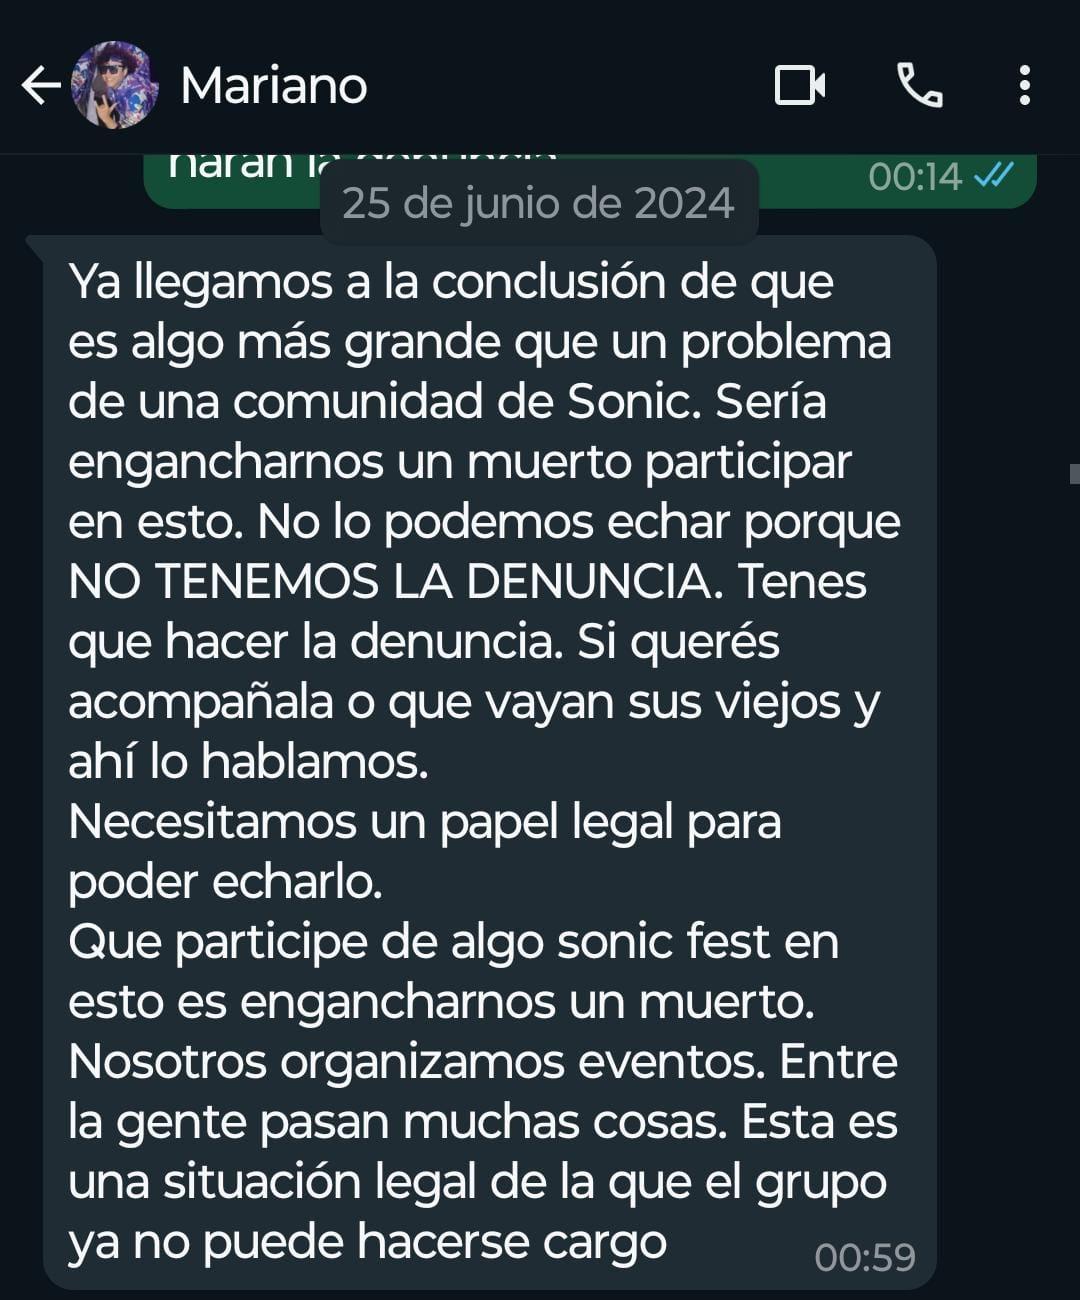 Mariano
harán la denuncia
00:14
25 de junio de 2024
Ya llegamos a la conclusión de que
es algo más grande que un problema
de una comunidad de Sonic. Sería
engancharnos un muerto participar
en esto. No lo podemos echar porque
NO TENEMOS LA DENUNCIA. Tenes
que hacer la denuncia. Si querés
acompañala o que vayan sus viejos y
ahí lo hablamos.
Necesitamos un papel legal para
poder echarlo.
Que participe de algo sonic fest en
esto es engancharnos un muerto.
Nosotros organizamos eventos. Entre
la gente pasan muchas cosas. Esta es
una situación legal de la que el grupo
ya no puede hacerse cargo
00:59